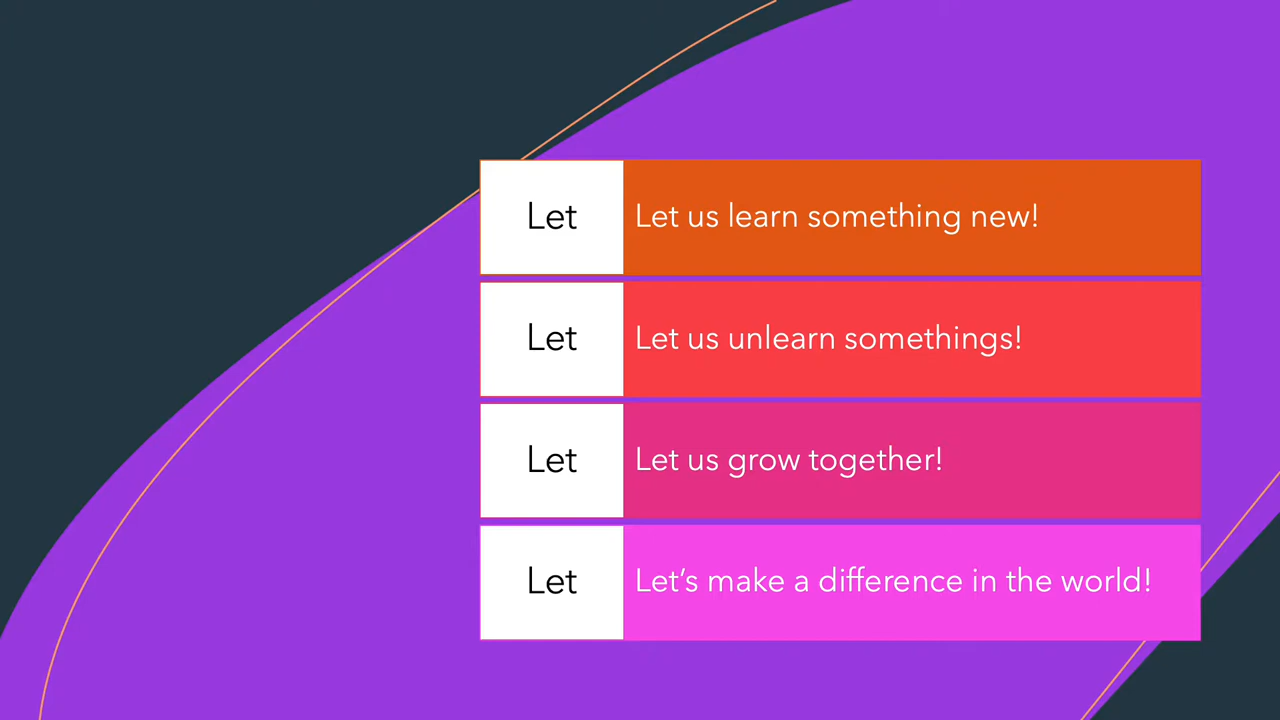 Let
Let us learn something new!
Let
Let us unlearn somethings!
Let
Let us grow together!
Let
Let’s make a difference in the world!